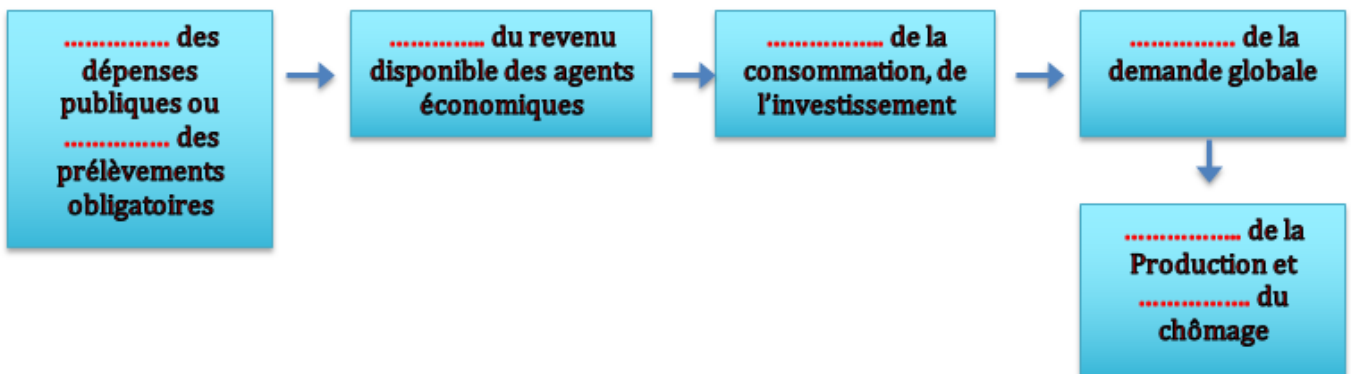 …………… des
dépenses
publiques ou
…………… des
prélèvements
obligatoires
………….. du revenu
disponible des agents
économiques
…………….. de la
consommation, de
l’investissement
…………… de la
demande globale
…………….. de la
Production et
……………. du
chômage